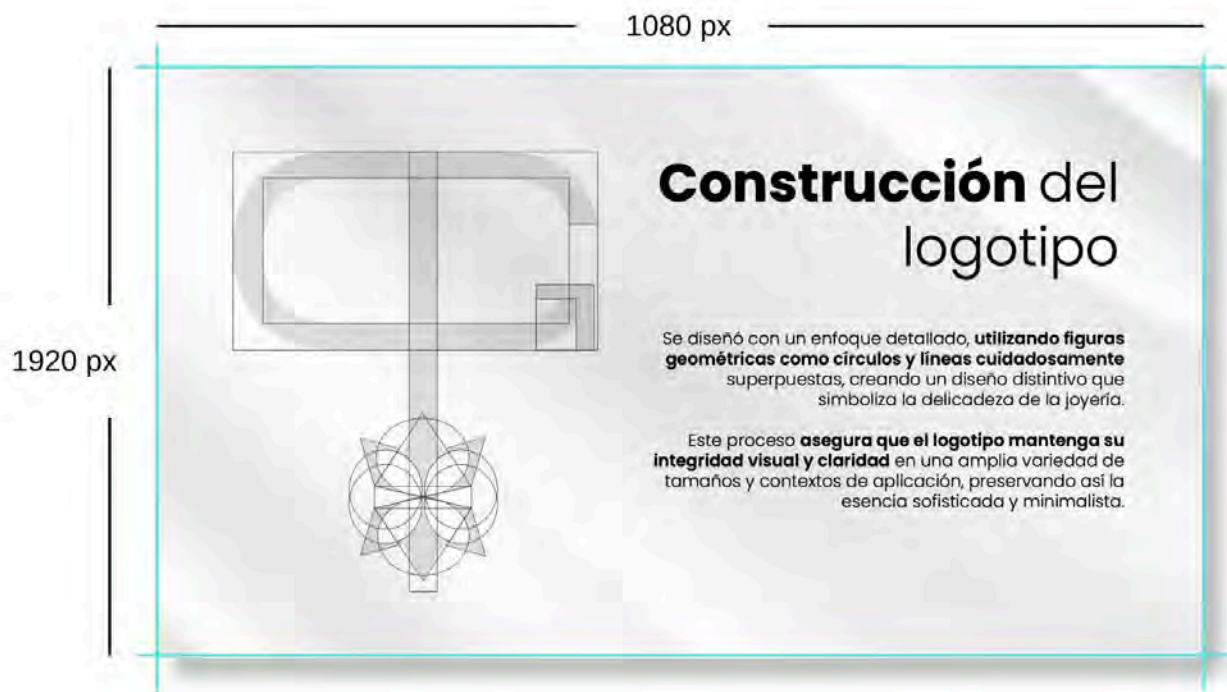 1080 px
1920 px
Construcción del
logotipo
Se diseñó con un enfoque detallado, utilizando figuras
geométricas como círculos y líneas cuidadosamente
superpuestas, creando un diseño distintivo que
simboliza la delicadeza de la joyería.
Este proceso asegura que el logotipo mantenga su
integridad visual y claridad en una amplia variedad de
tamaños y contextos de aplicación, preservando así la
esencia sofisticada y minimalista.